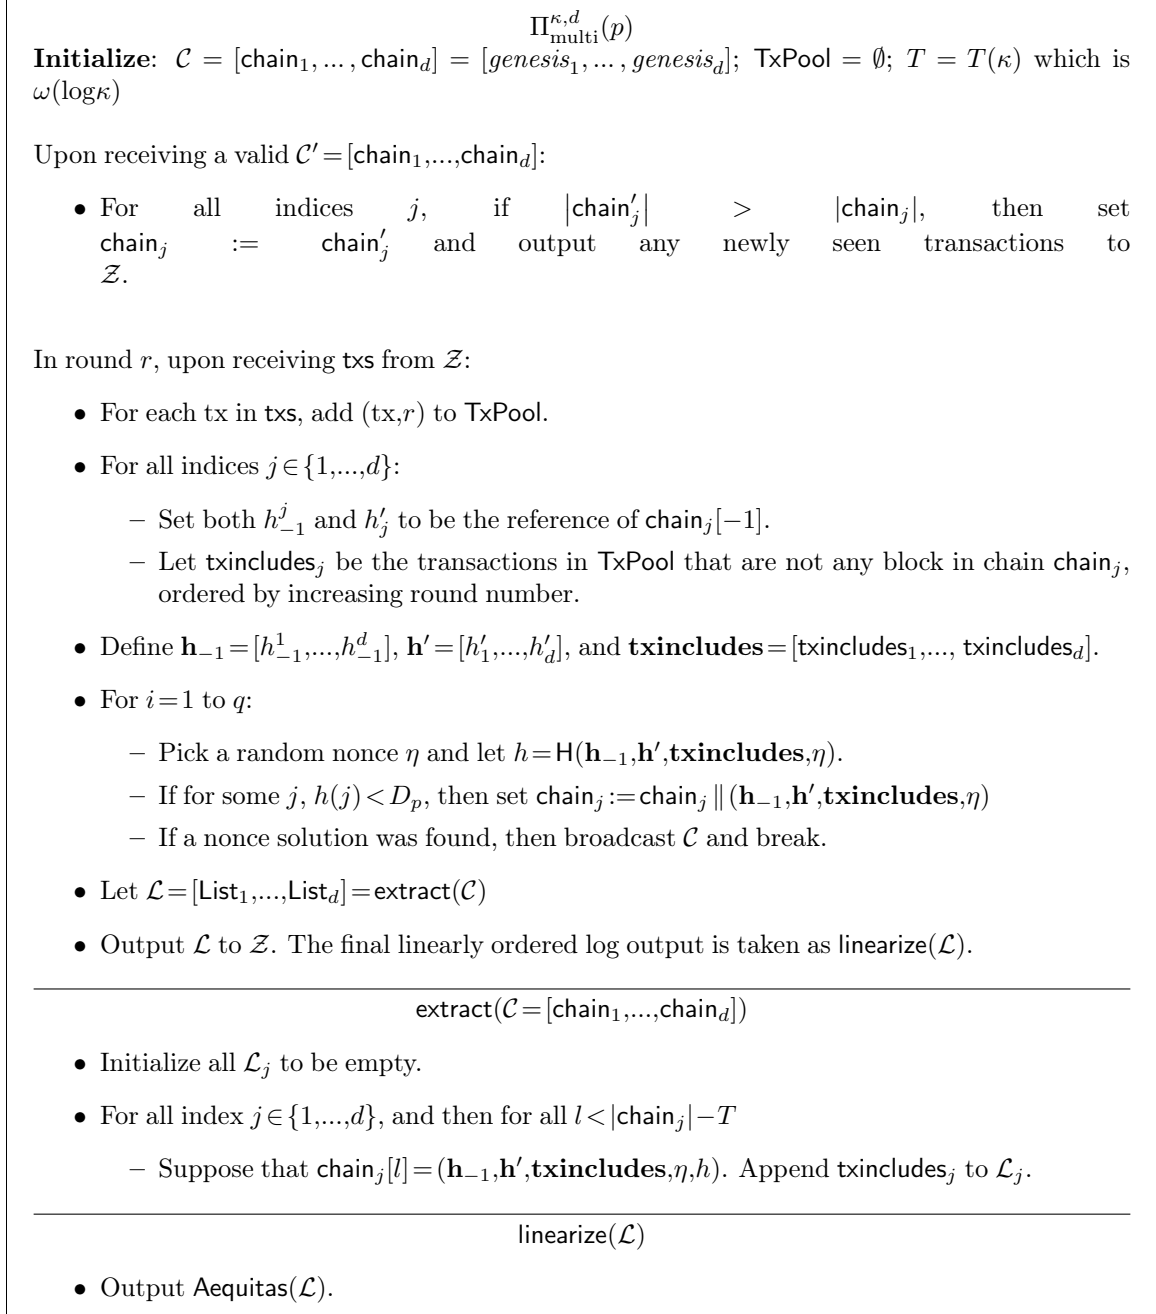 Π^{κ,d}_{multi}(p)
Initialize: 𝒞 = [chain₁, ..., chain_d] = [genesis₁, ..., genesis_d]; TxPool = ∅; T = T(κ) which is
ω(logκ)
Upon receiving a valid 𝒞′ = [chain₁,...,chain_d]:
• For all indices j, if |chain′_j| > |chain_j|, then set
chain_j := chain′_j and output any newly seen transactions to
𝒵.
In round r, upon receiving txs from 𝒵:
• For each tx in txs, add (tx,r) to TxPool.
• For all indices j ∈ {1,...,d}:
– Set both h^j_{−1} and h′_j to be the reference of chain_j[−1].
– Let txincludes_j be the transactions in TxPool that are not any block in chain chain_j,
ordered by increasing round number.
• Define h_{−1} = [h^1_{−1},...,h^d_{−1}], h′ = [h′_1,...,h′_d], and txincludes = [txincludes₁,..., txincludes_d].
• For i = 1 to q:
– Pick a random nonce η and let h = H(h_{−1},h′,txincludes,η).
– If for some j, h(j) < D_p, then set chain_j := chain_j ∥ (h_{−1},h′,txincludes,η)
– If a nonce solution was found, then broadcast 𝒞 and break.
• Let ℒ = [List₁,...,List_d] = extract(𝒞)
• Output ℒ to 𝒵. The final linearly ordered log output is taken as linearize(ℒ).
extract(𝒞 = [chain₁,...,chain_d])
• Initialize all ℒ_j to be empty.
• For all index j ∈ {1,...,d}, and then for all l < |chain_j| − T
– Suppose that chain_j[l] = (h_{−1},h′,txincludes,η,h). Append txincludes_j to ℒ_j.
linearize(ℒ)
• Output Aequitas(ℒ).